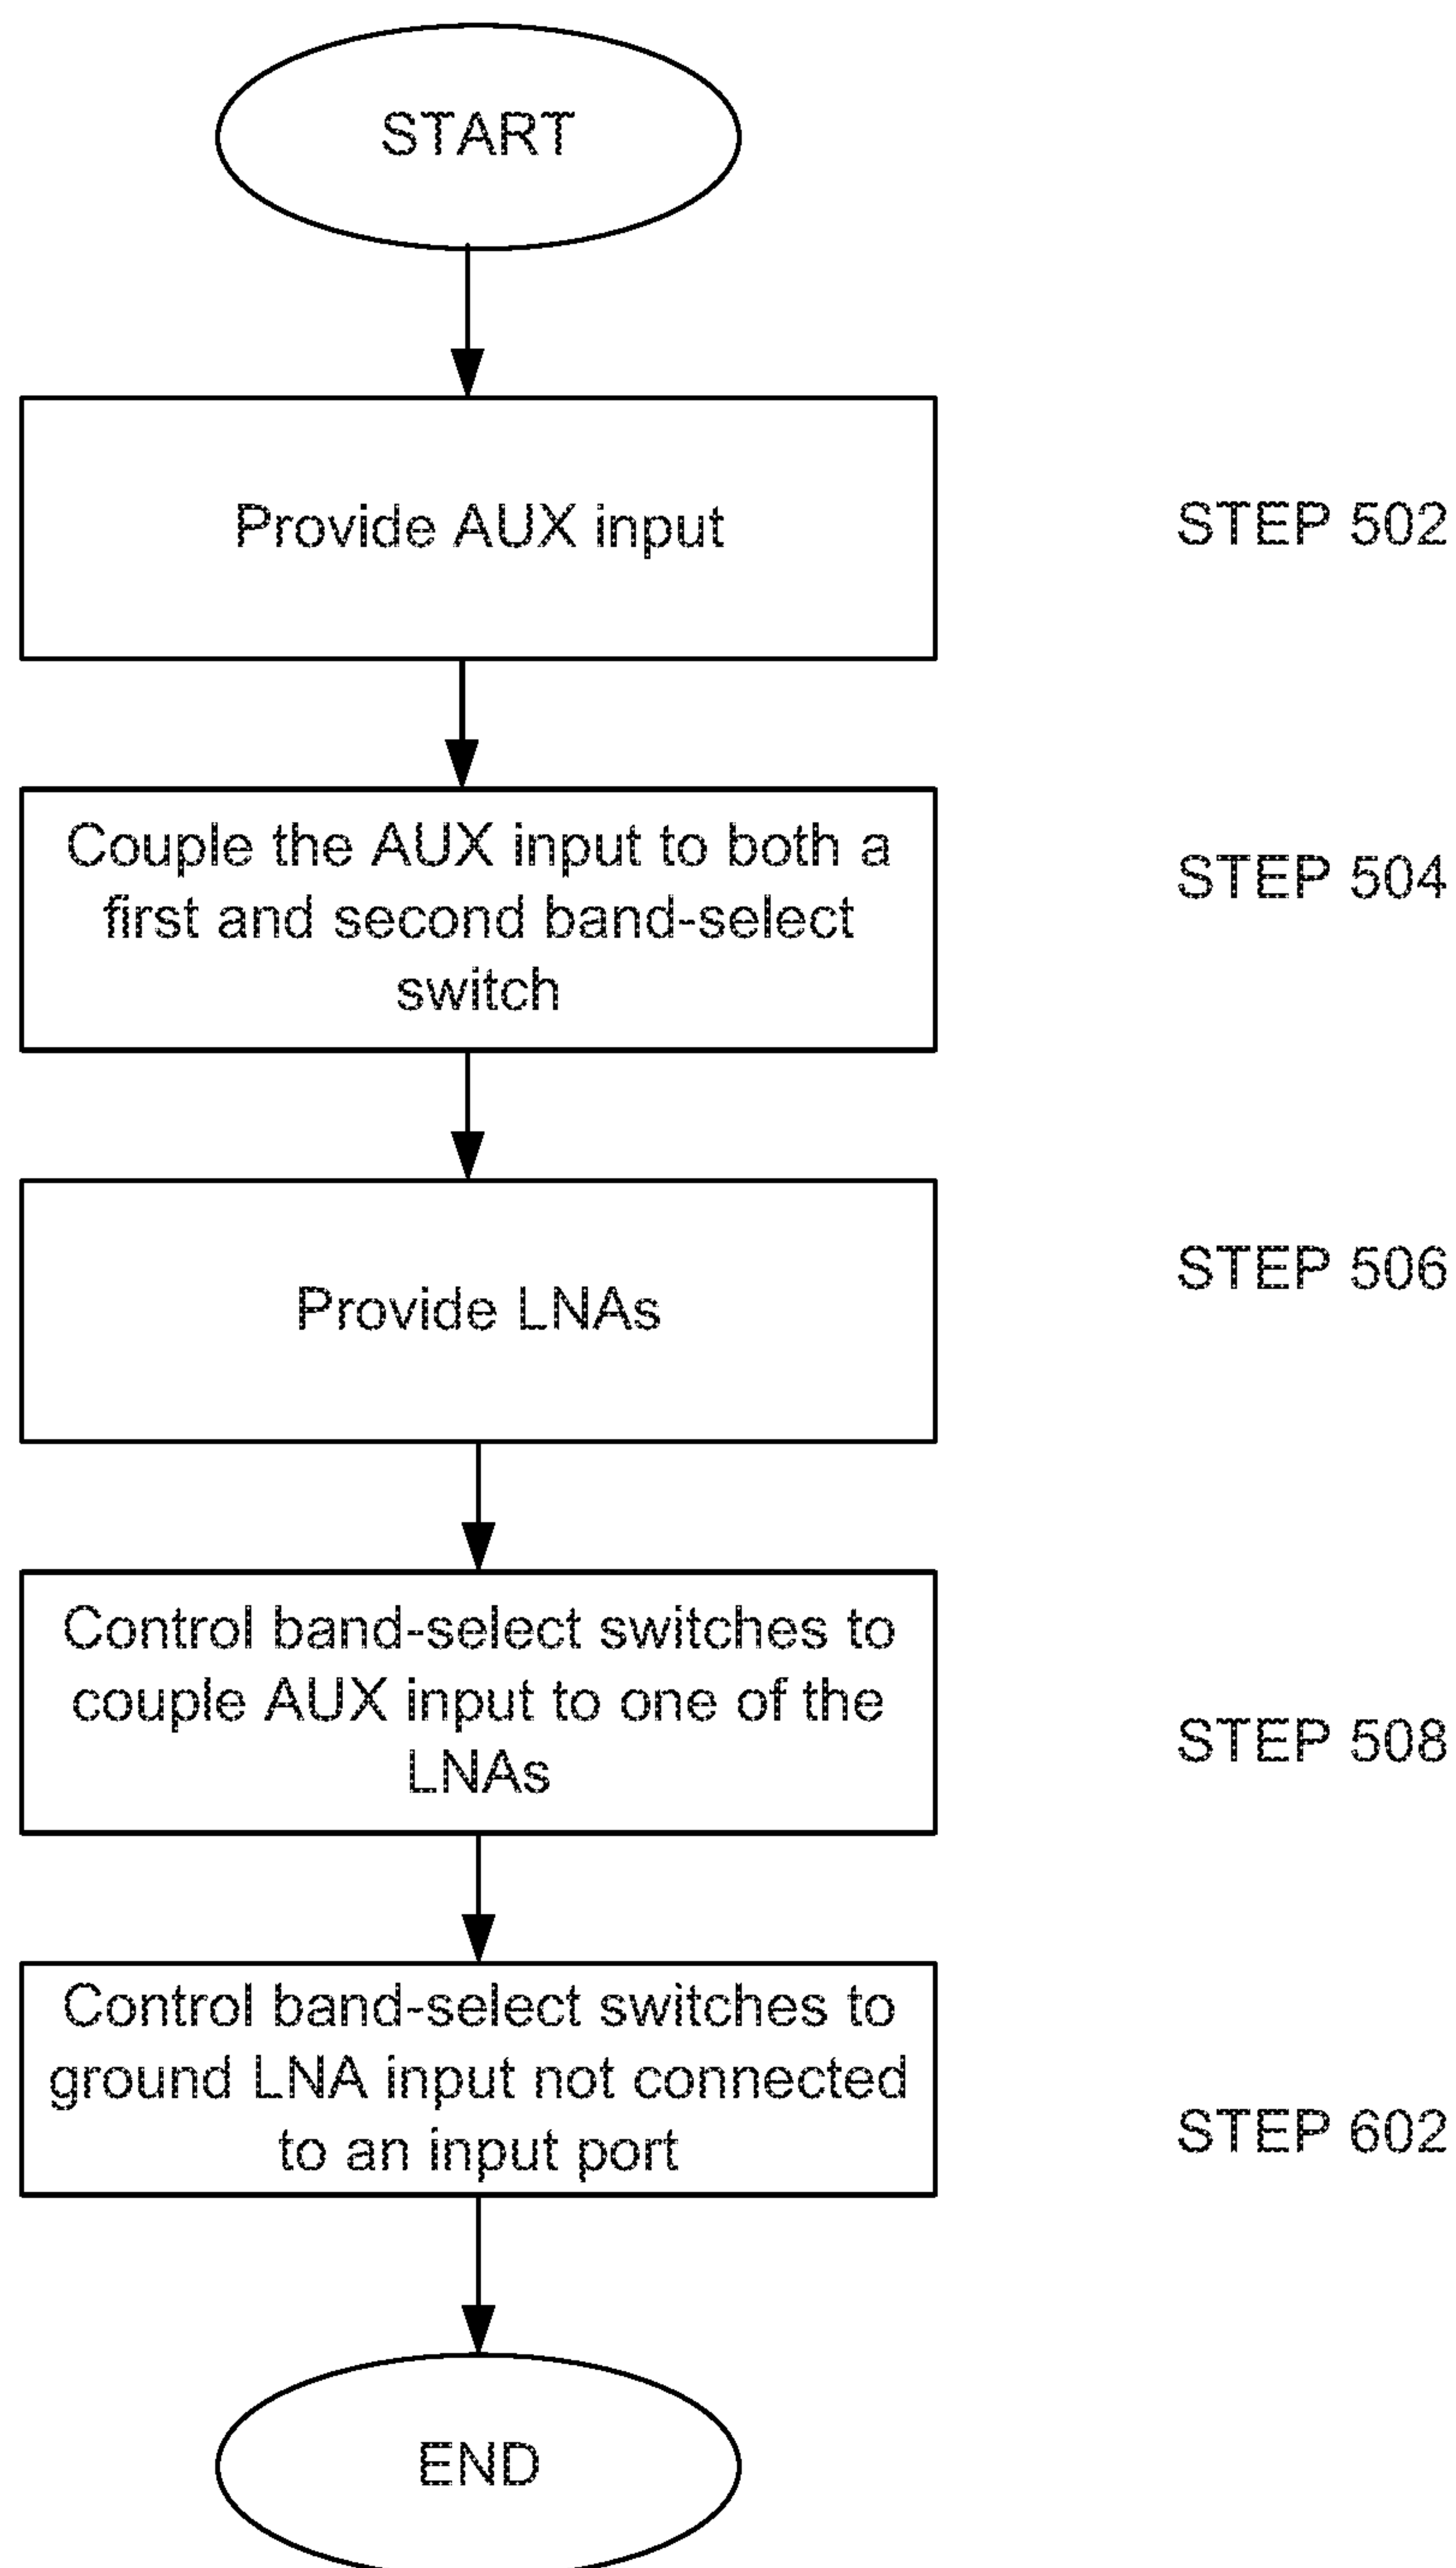 START
Provide AUX input
STEP 502
Couple the AUX input to both a
first and second band-select
switch
STEP 504
Provide LNAs
STEP 506
Control band-select switches to
couple AUX input to one of the
LNAs
STEP 508
Control band-select switches to
ground LNA input not connected
to an input port
STEP 602
END